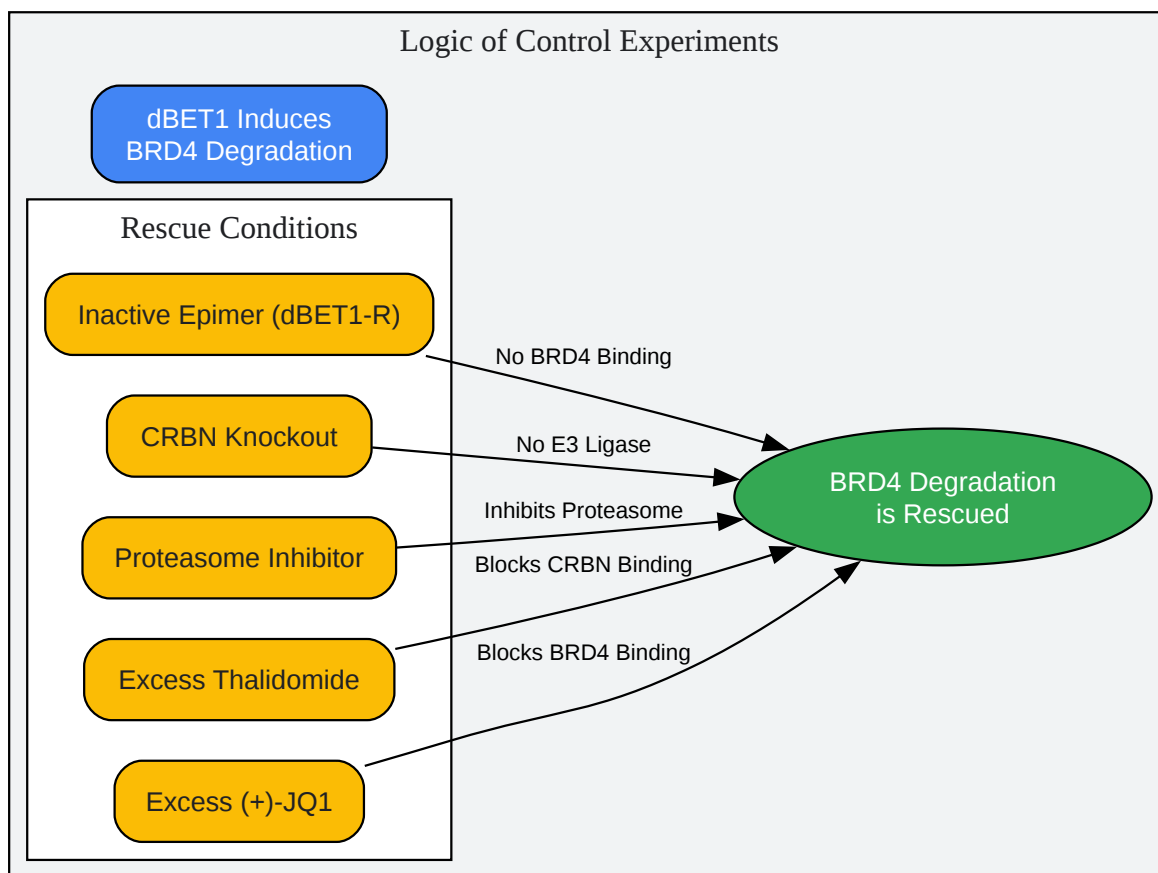 Logic of Control Experiments
dBET1 Induces
BRD4 Degradation
Rescue Conditions
Inactive Epimer (dBET1-R)
No BRD4 Binding
CRBN Knockout
No E3 Ligase
BRD4 Degradation
is Rescued
Inhibits Proteasome
Proteasome Inhibitor
Blocks CRBN Binding
Blocks BRD4 Binding
Excess Thalidomide
Excess (+)-JQ1